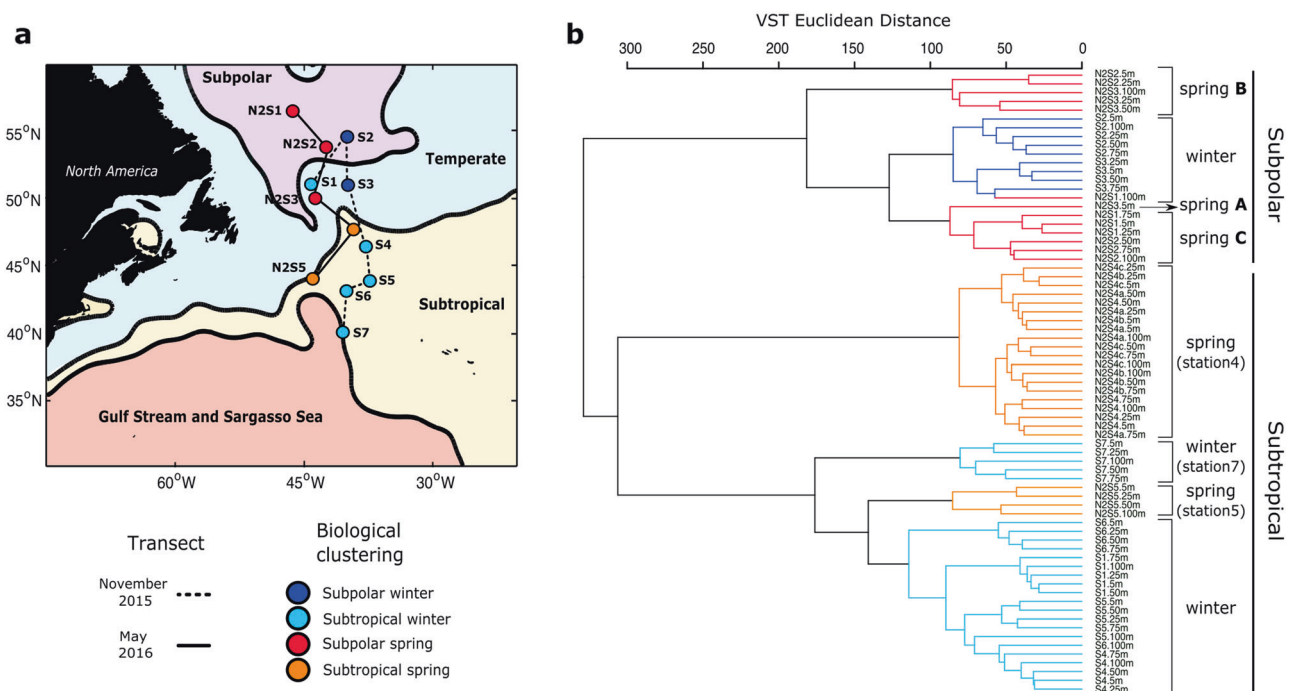 a
Subpolar
N2S1
N2S2
S2
S1
S3
N2S3
S4
N2S5
S5
S6
S7
North America
Temperate
Subtropical
Gulf Stream and Sargasso Sea
55°N
50°N
45°N
40°N
35°N
60°W
45°W
30°W
Transect
November
2015
May
2016
Biological
clustering
Subpolar winter
Subtropical winter
Subpolar spring
Subtropical spring
b
VST Euclidean Distance
300 250 200 150 100 50 0
N2S2.5m
N2S2.25m
N2S3.100m
N2S3.25m
N2S3.50m
S2.5m
S2.100m
S2.25m
S2.50m
S2.75m
S3.25m
S3.5m
S3.50m
S3.75m
N2S1.100m
N2S3.5m
N2S1.75m
N2S1.5m
N2S1.25m
N2S2.50m
N2S2.75m
N2S2.100m
N2S4c.25m
N2S4b.25m
N2S4c.5m
N2S4a.50m
N2S4.50m
N2S4a.25m
N2S4b.5m
N2S4a.5m
N2S4a.100m
N2S4c.50m
N2S4c.75m
N2S4c.100m
N2S4b.100m
N2S4b.50m
N2S4b.75m
N2S4.75m
N2S4.100m
N2S4.25m
N2S4.5m
N2S4a.75m
S7.5m
S7.25m
S7.100m
S7.50m
S7.75m
N2S5.5m
N2S5.25m
N2S5.50m
N2S5.100m
S6.5m
S6.25m
S6.50m
S6.75m
S1.75m
S1.100m
S1.25m
S1.5m
S1.50m
S5.5m
S5.50m
S5.25m
S5.75m
S5.100m
S6.100m
S4.75m
S4.100m
S4.50m
S4.5m
S4.25m
spring B
winter
spring A
spring C
spring
(station4)
winter
(station7)
spring
(station5)
winter
Subpolar
Subtropical